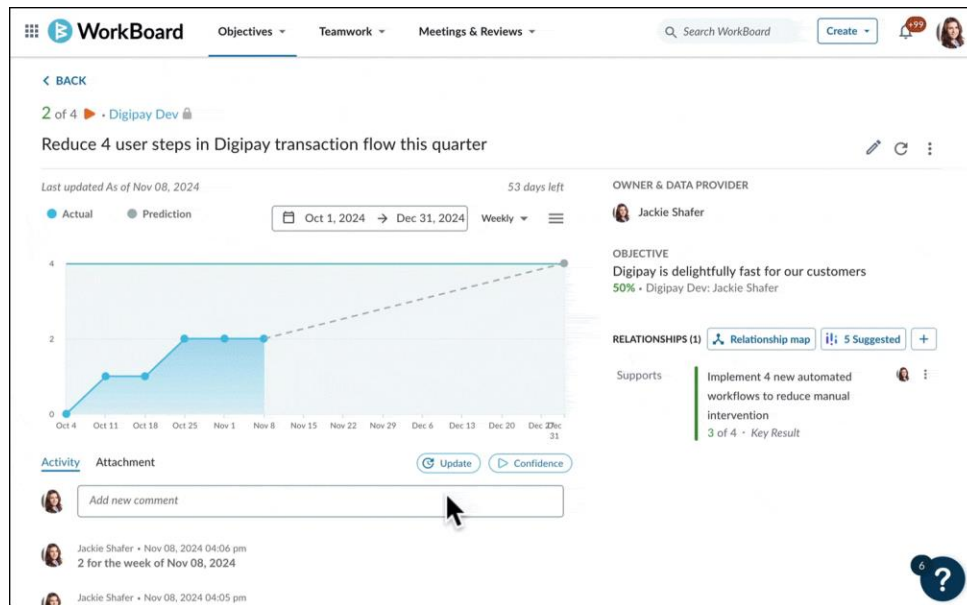 WorkBoard
Objectives
Teamwork
Meetings & Reviews
Search WorkBoard
Create
+99
BACK
2 of 4 • Digipay Dev
Reduce 4 user steps in Digipay transaction flow this quarter
Last updated As of Nov 08, 2024
53 days left
Actual
Prediction
Oct 1, 2024 → Dec 31, 2024
Weekly
4
2
0
Oct 4 Oct 11 Oct 18 Oct 25 Nov 1 Nov 8 Nov 15 Nov 22 Nov 29 Dec 6 Dec 13 Dec 20 Dec 27 Dec
31
OWNER & DATA PROVIDER
Jackie Shafer
OBJECTIVE
Digipay is delightfully fast for our customers
50% • Digipay Dev: Jackie Shafer
RELATIONSHIPS (1)
Relationship map
5 Suggested
+
Supports
Implement 4 new automated
workflows to reduce manual
intervention
3 of 4 • Key Result
Activity
Attachment
Update
Confidence
Add new comment
Jackie Shafer • Nov 08, 2024 04:06 pm
2 for the week of Nov 08, 2024
Jackie Shafer • Nov 08, 2024 04:05 pm
6
?